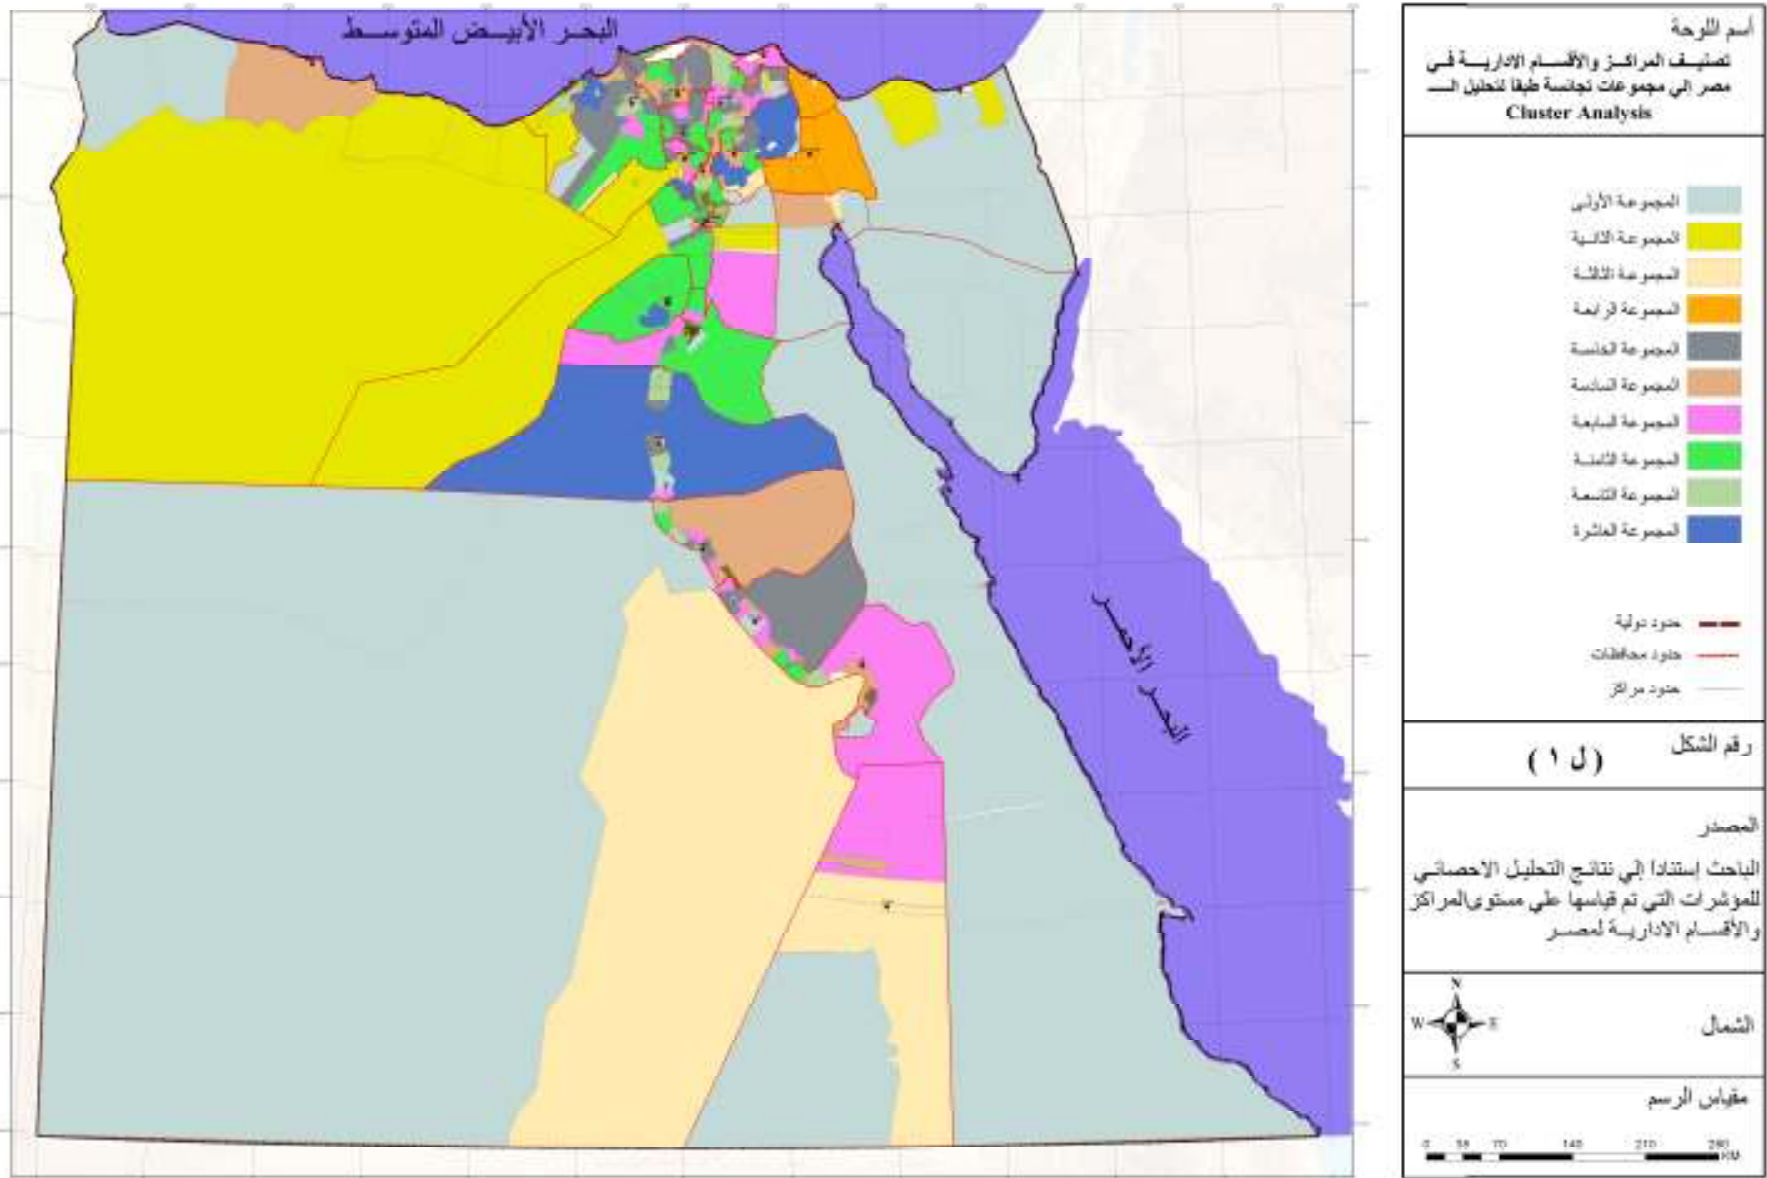 البحر الأبيض المتوسط
البحر الأحمر
أسم اللوحة
تصنيف المراكز والأقسام الادارية في
مصر الي مجموعات تجانسة طبقا لتحليل الـ
Cluster Analysis
المجموعة الأولى
المجموعة الثانية
المجموعة الثالثة
المجموعة الرابعة
المجموعة الخامسة
المجموعة السادسة
المجموعة السابعة
المجموعة الثامنة
المجموعة التاسعة
المجموعة العاشرة
حدود دولية
حدود محافظات
حدود مراكز
رقم الشكل
( ل ١ )
المصدر
الباحث إستنادا إلي نتائج التحليل الاحصائي
للمؤشرات التي تم قياسها علي مستوى المراكز
والأقسام الادارية لمصر
N
W E
S
الشمال
مقياس الرسم
0 35 70 140 210 280
KM